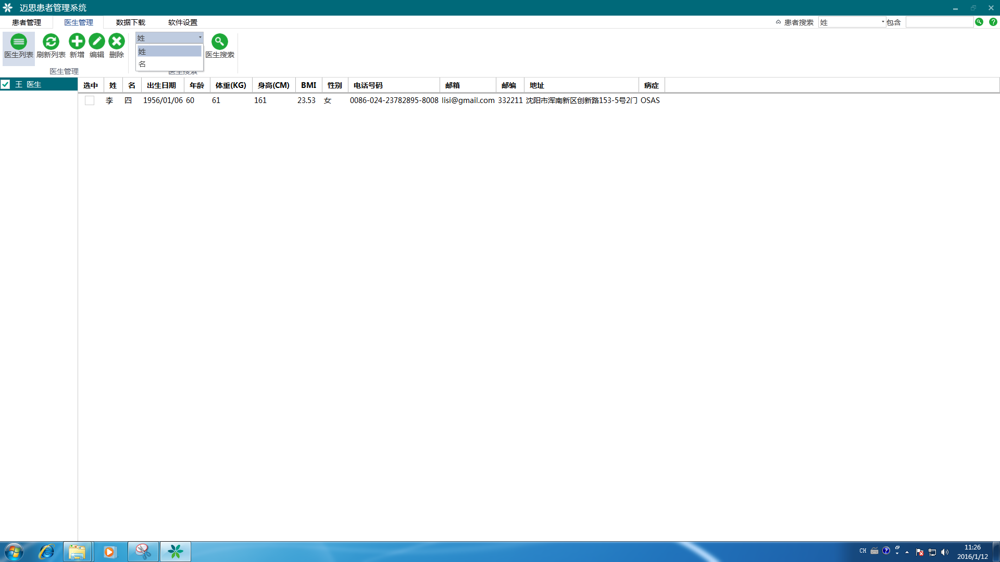 迈思患者管理系统
患者管理 医生管理 数据下载 软件设置 患者搜索 姓 包含
医生列表 刷新列表 新增 编辑 删除 姓 医生搜索
姓
名
医生管理 医生搜索
王 医生
选中 姓 名 出生日期 年龄 体重(KG) 身高(CM) BMI 性别 电话号码 邮箱 邮编 地址 病症
李 四 1956/01/06 60 61 161 23.53 女 0086-024-23782895-8008 lisi@gmail.com 332211 沈阳市浑南新区创新路153-5号2门 OSAS
CH 11:26
2016/1/12